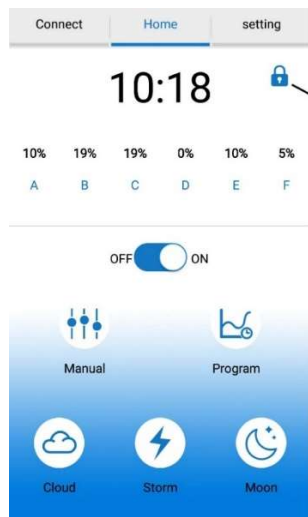 Connect Home setting
10:18
10% 19% 19% 0% 10% 5%
A B C D E F
OFF ON
Manual Program
Cloud Storm Moon